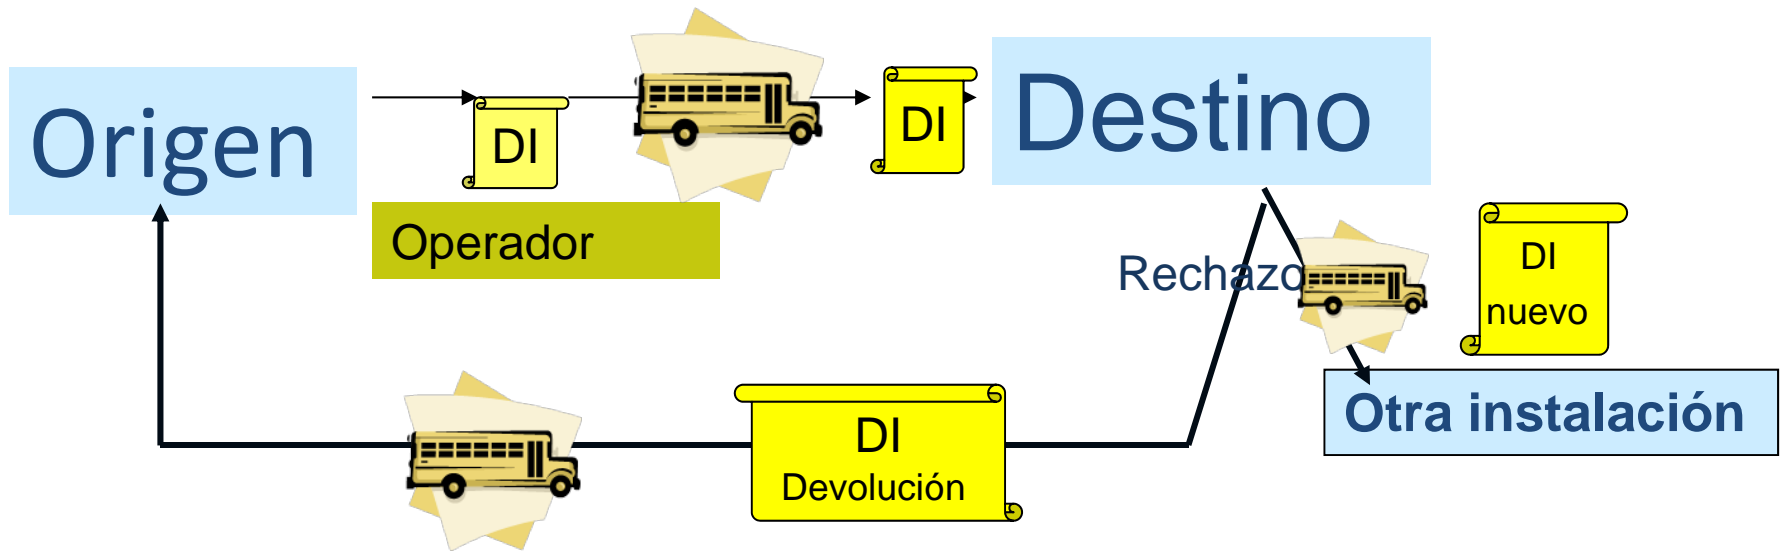 Origen
DI
DI
Destino
Operador
Rechazo
DI
nuevo
Otra instalación
DI
Devolución